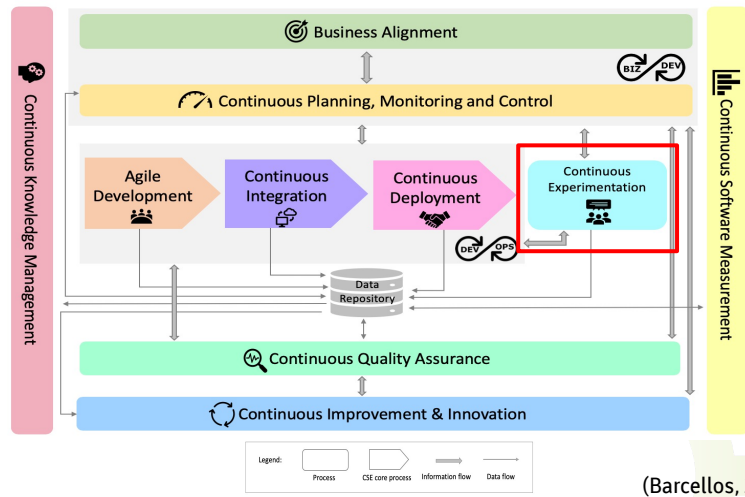 Business Alignment
BIZ DEV
Continuous Planning, Monitoring and Control
Continuous Knowledge Management
Continuous Software Measurement
Agile
Development
Continuous
Integration
Continuous
Deployment
Continuous
Experimentation
DEV OPS
Data
Repository
Continuous Quality Assurance
Continuous Improvement & Innovation
Legend:
Process
CSE core process
Information flow
Data flow
(Barcellos,